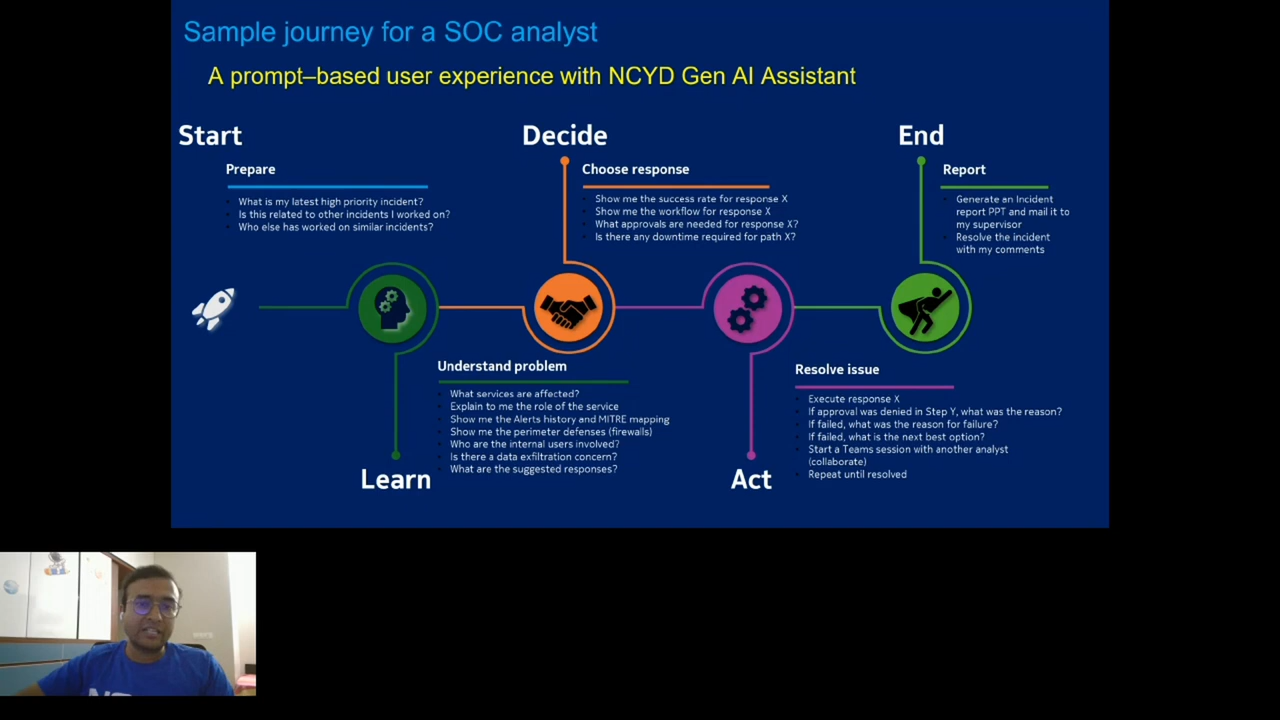 Sample journey for a SOC analyst
A prompt–based user experience with NCYD Gen AI Assistant
Start
Prepare
• What is my latest high priority incident?
• Is this related to other incidents I worked on?
• Who else has worked on similar incidents?
Decide
Choose response
• Show me the success rate for response X
• Show me the workflow for response X
• What approvals are needed for response X?
• Is there any downtime required for path X?
End
Report
• Generate an Incident
report PPT and mail it to
my supervisor
• Resolve the incident
with my comments
Understand problem
• What services are affected?
• Explain to me the role of the service
• Show me the Alerts history and MITRE mapping
• Show me the perimeter defenses (firewalls)
• Who are the internal users involved?
• Is there a data exfiltration concern?
• What are the suggested responses?
Learn
Resolve issue
• Execute response X
• If approval was denied in Step Y, what was the reason?
• If failed, what was the reason for failure?
• If failed, what is the next best option?
• Start a Teams session with another analyst
(collaborate)
• Repeat until resolved
Act